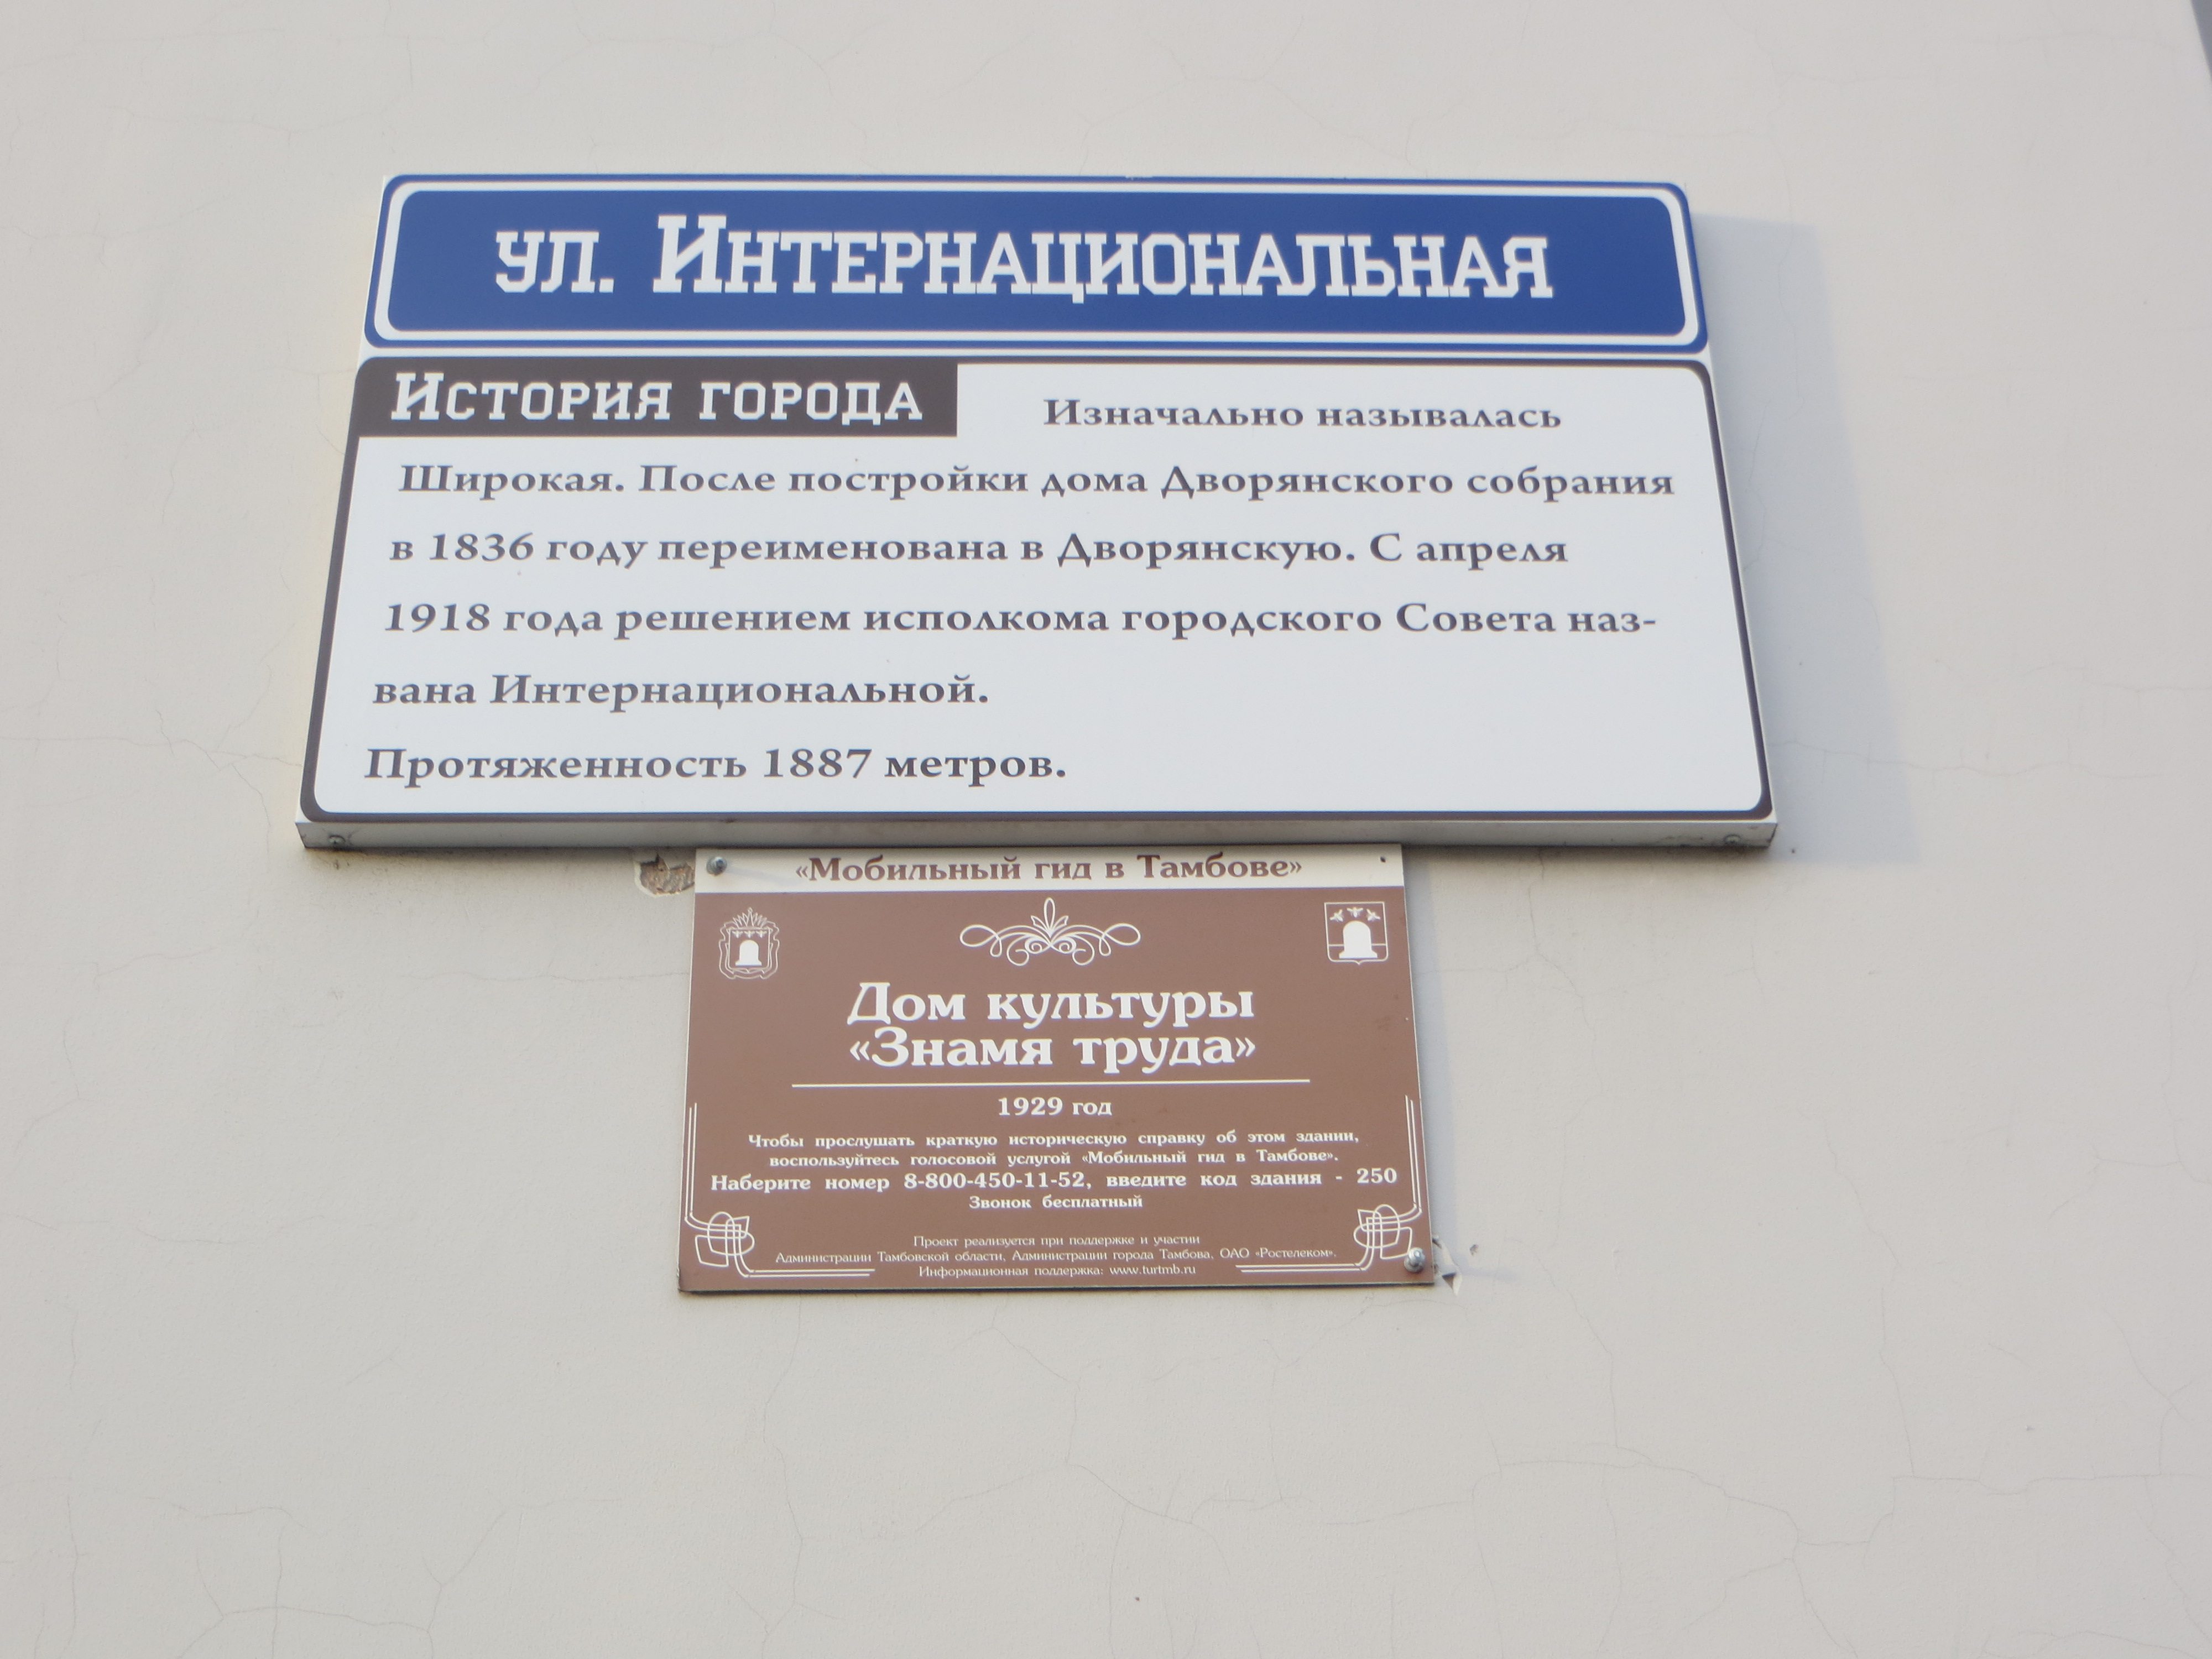 ул. Интернациональная
История города
Изначально называлась
Широкая. После постройки дома Дворянского собрания
в 1836 году переименована в Дворянскую. С апреля
1918 года решением исполкома городского Совета наз-
вана Интернациональной.
Протяженность 1887 метров.
«Мобильный гид в Тамбове»
Дом культуры
«Знамя труда»
1929 год
Чтобы прослушать краткую историческую справку об этом здании,
воспользуйтесь голосовой услугой «Мобильный гид в Тамбове».
Наберите номер 8-800-450-11-52, введите код здания - 250
Звонок бесплатный
Проект реализуется при поддержке и участии
Администрации Тамбовской области, Администрации города Тамбова, ОАО «Ростелеком».
Информационная поддержка: www.turtmb.ru